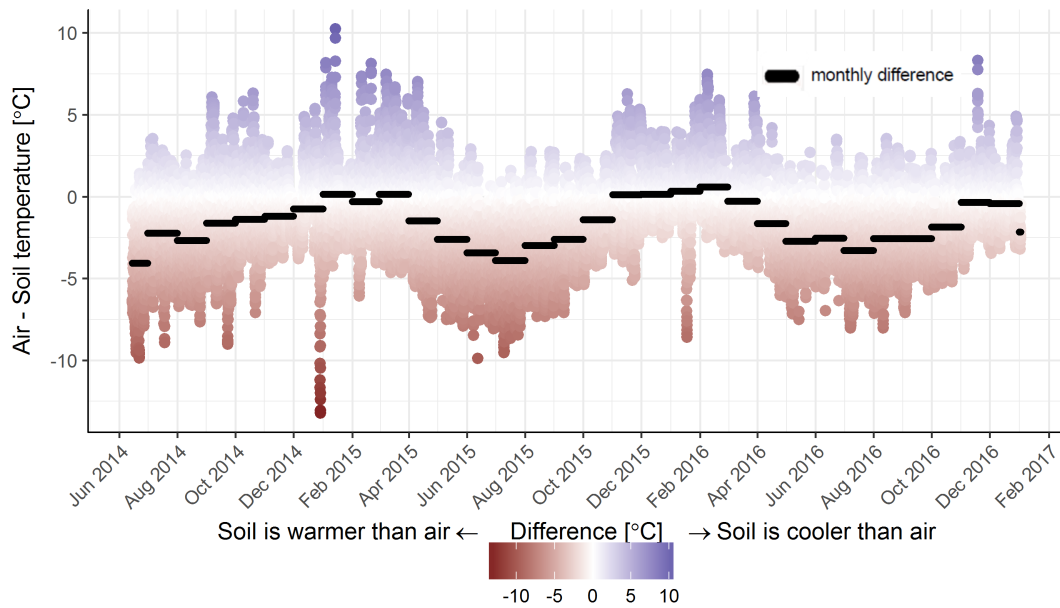 Air - Soil temperature [°C]
10
5
0
-5
-10
monthly difference
Jun 2014
Aug 2014
Oct 2014
Dec 2014
Feb 2015
Apr 2015
Jun 2015
Aug 2015
Oct 2015
Dec 2015
Feb 2016
Apr 2016
Jun 2016
Aug 2016
Oct 2016
Dec 2016
Feb 2017
Soil is warmer than air ← Difference [°C] → Soil is cooler than air
-10 -5 0 5 10